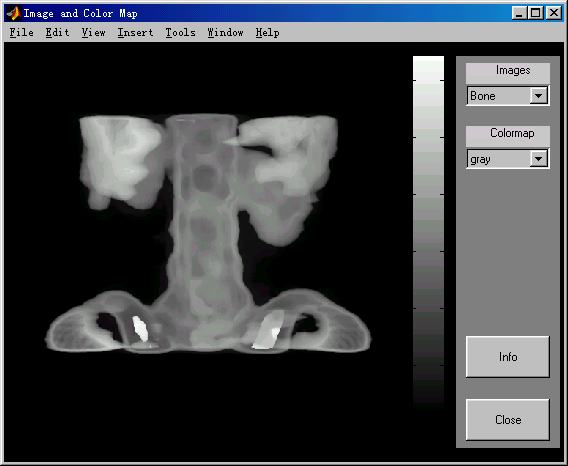 Image and Color Map
File Edit View Insert Tools Window Help
Images
Bone
Colormap
gray
Info
Close